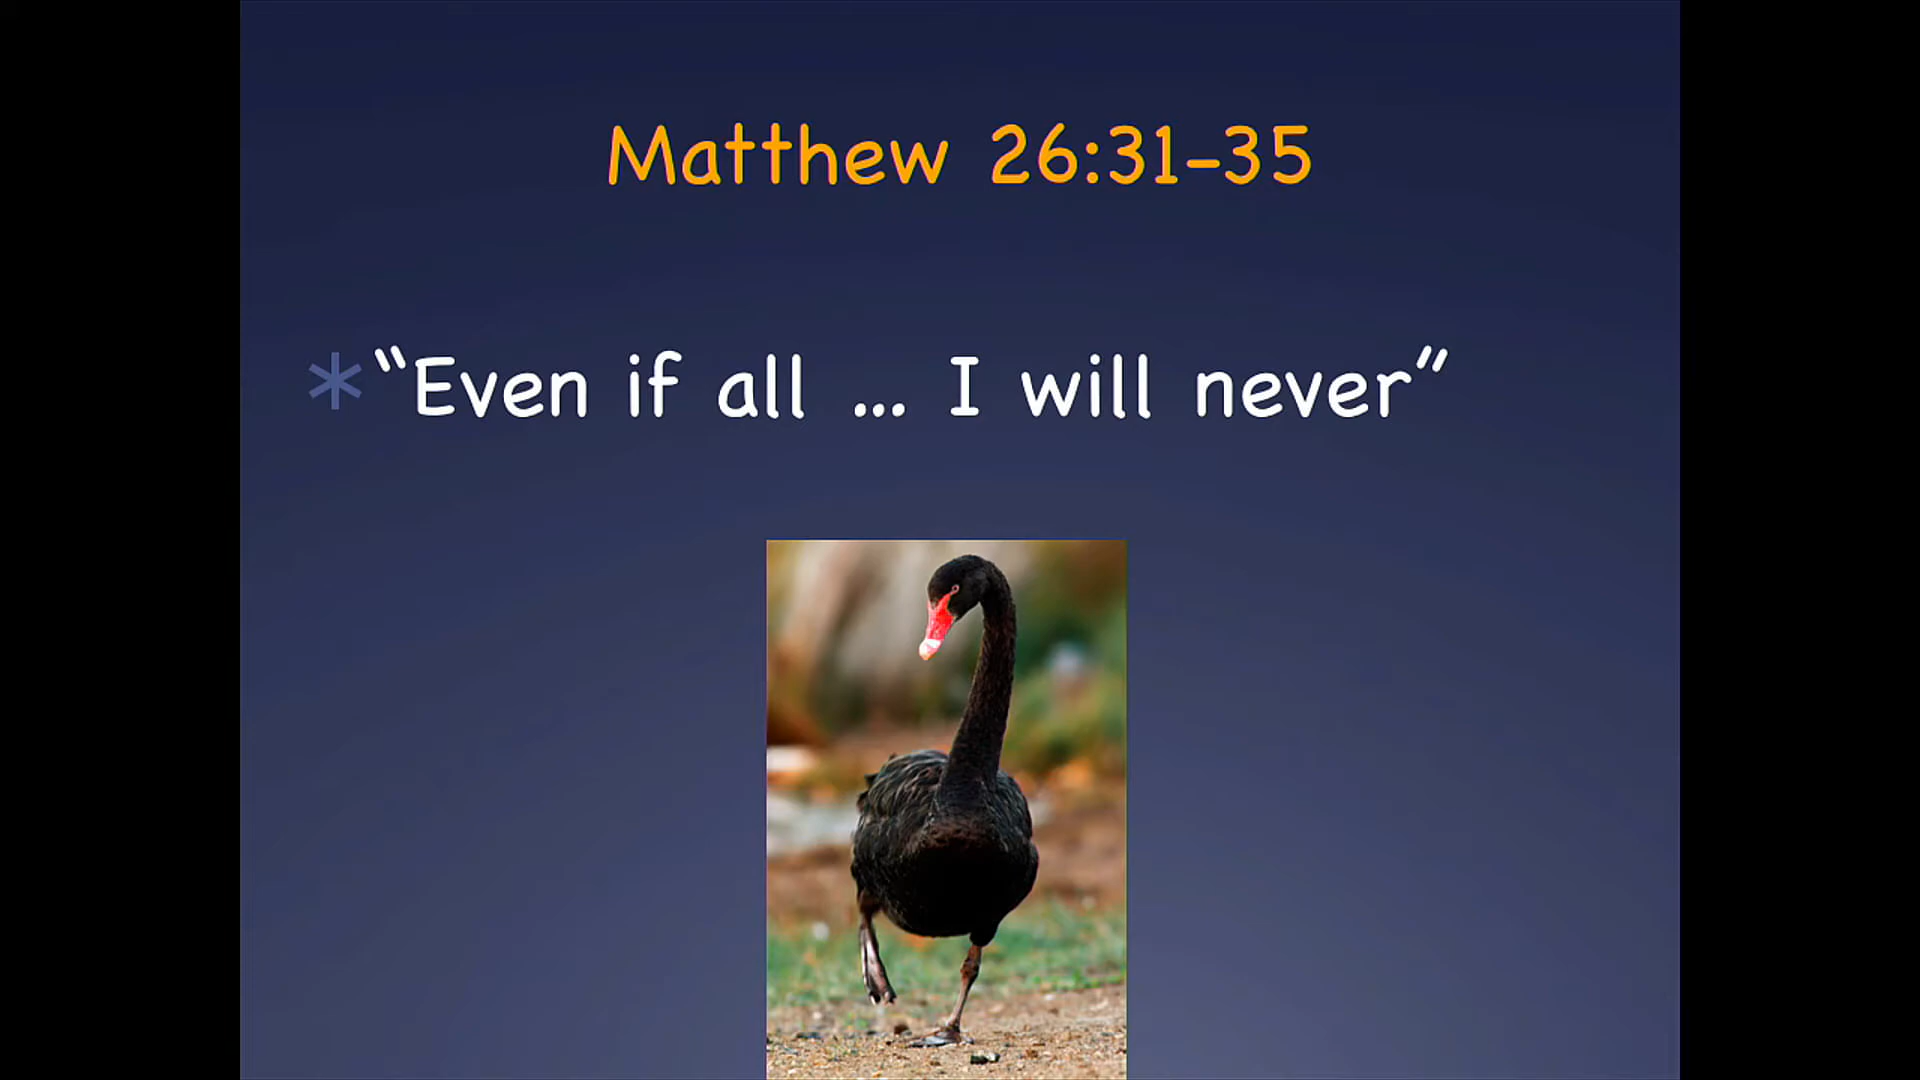 Matthew 26:31-35
*“Even if all ... I will never”